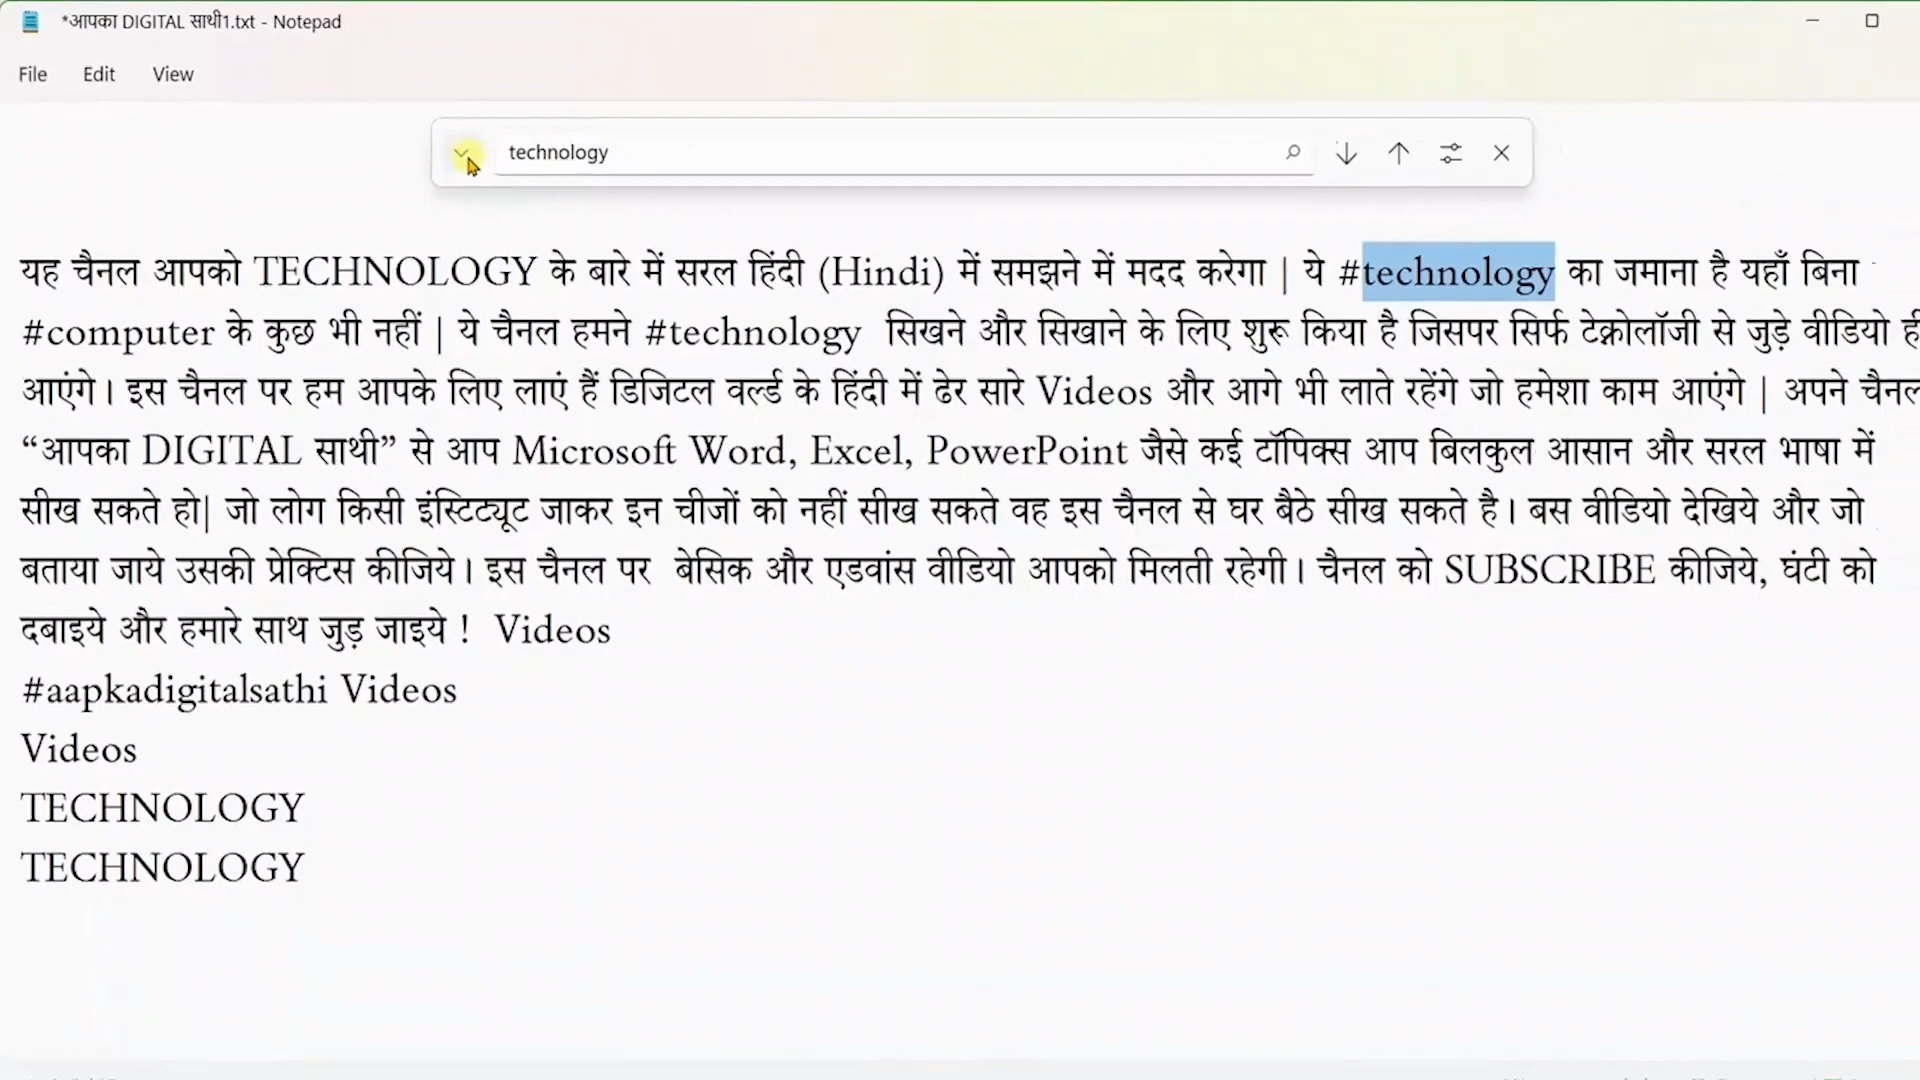 *आपका DIGITAL साथी1.txt - Notepad
File Edit View
technology
यह चैनल आपको TECHNOLOGY के बारे में सरल हिंदी (Hindi) में समझने में मदद करेगा | ये #technology का जमाना है यहाँ बिना
#computer के कुछ भी नहीं | ये चैनल हमने #technology  सिखने और सिखाने के लिए शुरू किया है जिसपर सिर्फ टेक्नोलॉजी से जुड़े वीडियो ही
आएंगे। इस चैनल पर हम आपके लिए लाएं हैं डिजिटल वर्ल्ड के हिंदी में ढेर सारे Videos और आगे भी लाते रहेंगे जो हमेशा काम आएंगे | अपने चैनल
“आपका DIGITAL साथी” से आप Microsoft Word, Excel, PowerPoint जैसे कई टॉपिक्स आप बिलकुल आसान और सरल भाषा में
सीख सकते हो| जो लोग किसी इंस्टिट्यूट जाकर इन चीजों को नहीं सीख सकते वह इस चैनल से घर बैठे सीख सकते है। बस वीडियो देखिये और जो
बताया जाये उसकी प्रेक्टिस कीजिये। इस चैनल पर  बेसिक और एडवांस वीडियो आपको मिलती रहेगी। चैनल को SUBSCRIBE कीजिये, घंटी को
दबाइये और हमारे साथ जुड़ जाइये !  Videos
#aapkadigitalsathi Videos
Videos
TECHNOLOGY
TECHNOLOGY